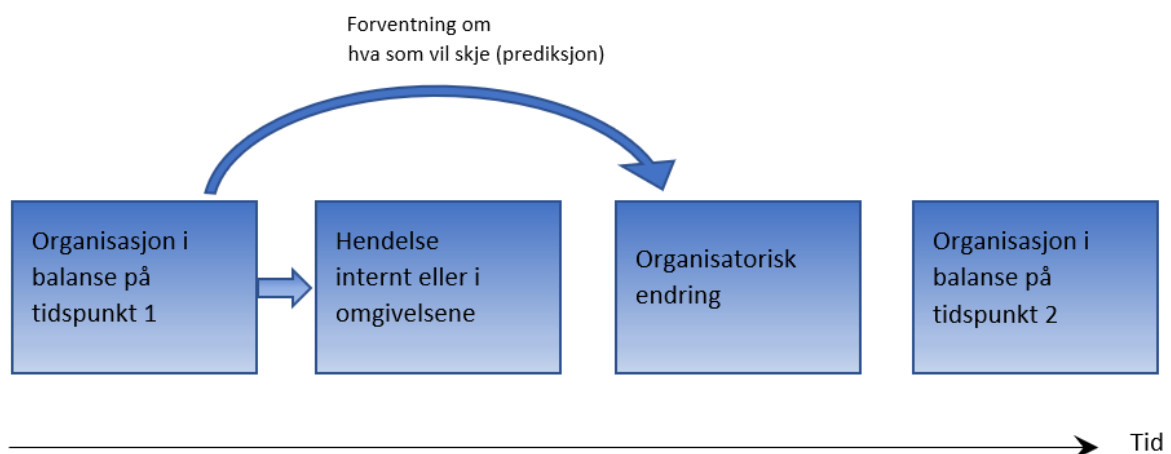 Forventning om
hva som vil skje (prediksjon)
Organisasjon i
balanse på
tidspunkt 1
Hendelse
internt eller i
omgivelsene
Organisatorisk
endring
Organisasjon i
balanse på
tidspunkt 2
Tid